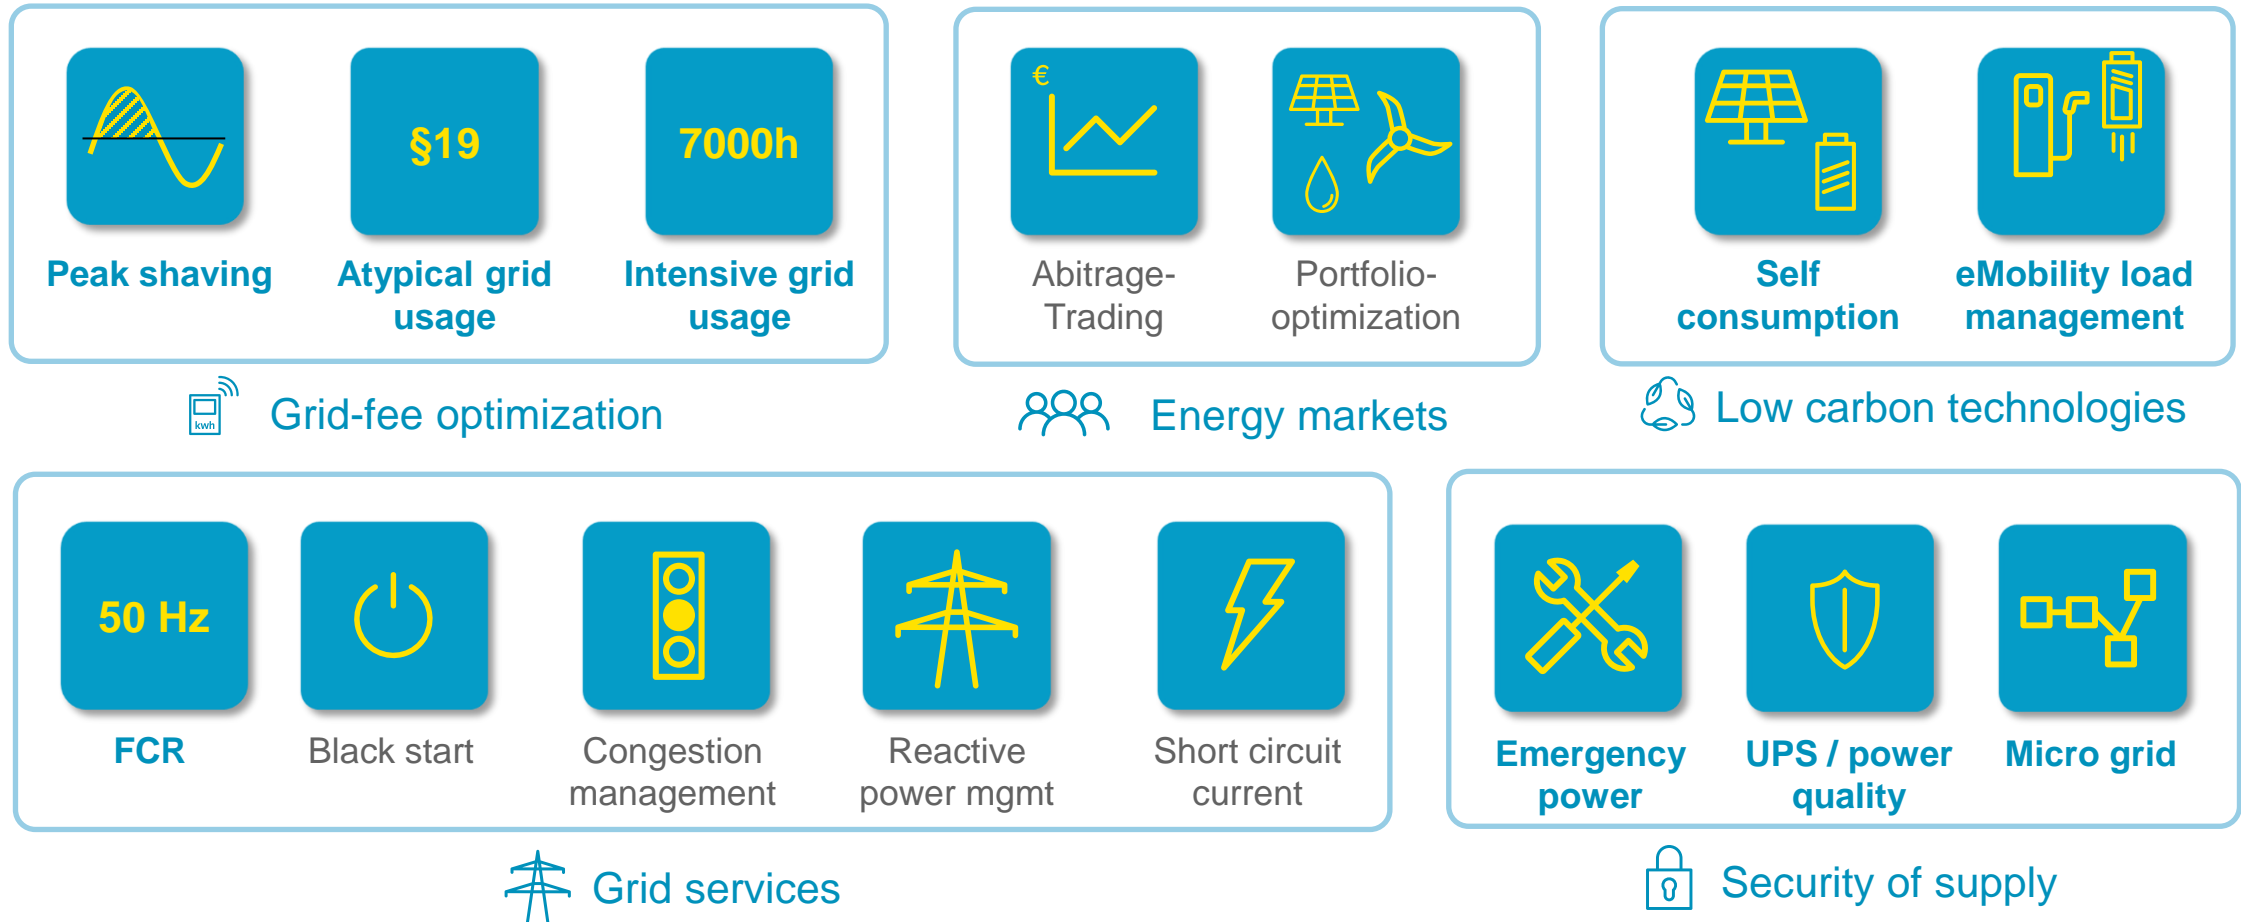 §19
7000h
€
Peak shaving
Atypical grid
usage
Intensive grid
usage
Abitrage-
Trading
Portfolio-
optimization
Self
consumption
eMobility load
management
kwh
Grid-fee optimization
Energy markets
Low carbon technologies
50 Hz
FCR
Black start
Congestion
management
Reactive
power mgmt
Short circuit
current
Emergency
power
UPS / power
quality
Micro grid
Grid services
Security of supply